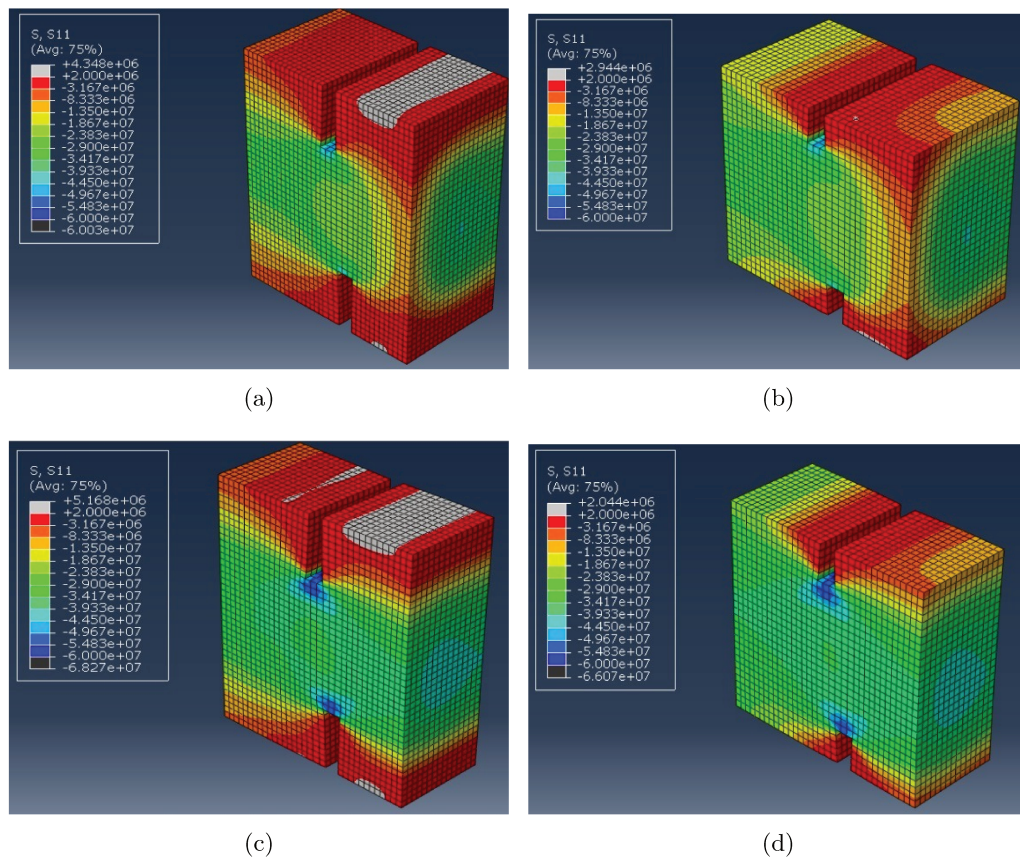 S, S11
(Avg: 75%)
+4.348e+06
+2.000e+06
-3.167e+06
-8.333e+06
-1.350e+07
-1.867e+07
-2.383e+07
-2.900e+07
-3.417e+07
-3.933e+07
-4.450e+07
-4.967e+07
-5.483e+07
-6.000e+07
-6.003e+07
(a)
S, S11
(Avg: 75%)
+2.944e+06
+2.000e+06
-3.167e+06
-8.333e+06
-1.350e+07
-1.867e+07
-2.383e+07
-2.900e+07
-3.417e+07
-3.933e+07
-4.450e+07
-4.967e+07
-5.483e+07
-6.000e+07
(b)
S, S11
(Avg: 75%)
+5.168e+06
+2.000e+06
-3.167e+06
-8.333e+06
-1.350e+07
-1.867e+07
-2.383e+07
-2.900e+07
-3.417e+07
-3.933e+07
-4.450e+07
-4.967e+07
-5.483e+07
-6.000e+07
-6.827e+07
(c)
S, S11
(Avg: 75%)
+2.044e+06
+2.000e+06
-3.167e+06
-8.333e+06
-1.350e+07
-1.867e+07
-2.383e+07
-2.900e+07
-3.417e+07
-3.933e+07
-4.450e+07
-4.967e+07
-5.483e+07
-6.000e+07
-6.607e+07
(d)